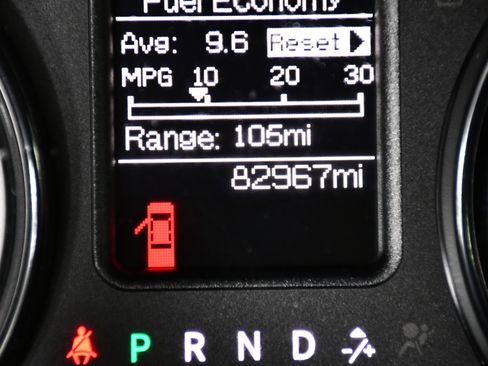 Fuel Economy
Avg: 9.6 Reset
MPG 10 20 30
Range: 105mi
82967mi
P R N D -/+